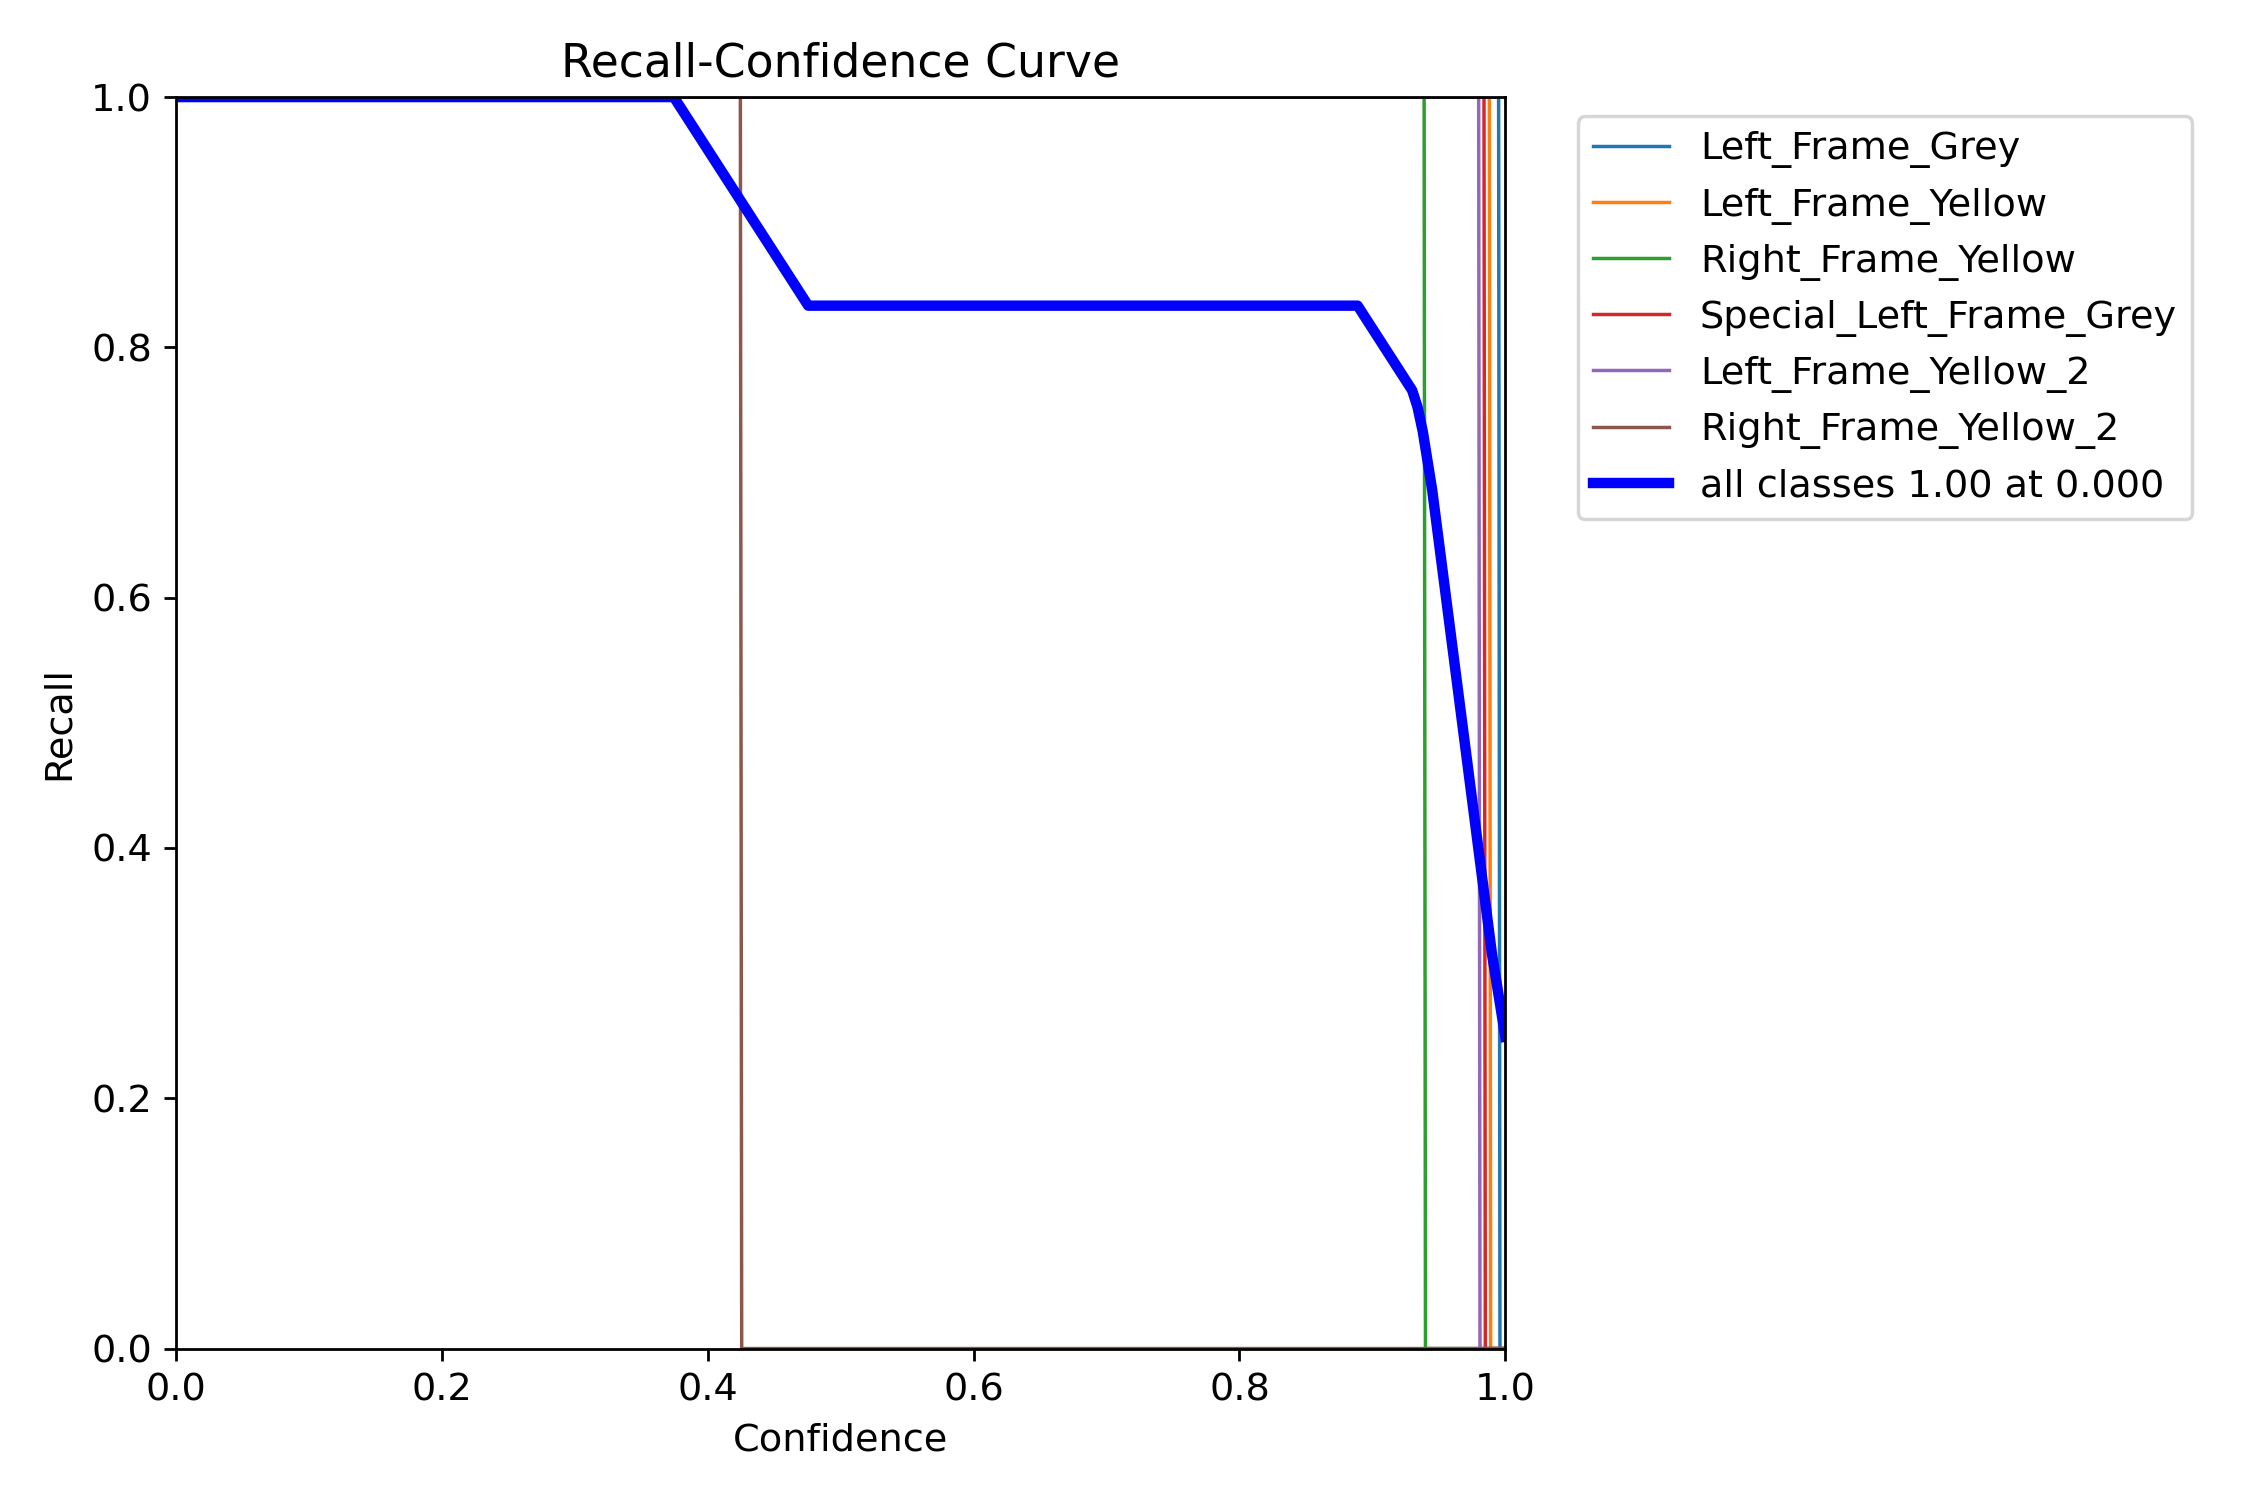 Recall-Confidence Curve
1.0
0.8
0.6
0.4
0.2
0.0
Recall
0.0 0.2 0.4 0.6 0.8 1.0
Confidence
Left_Frame_Grey
Left_Frame_Yellow
Right_Frame_Yellow
Special_Left_Frame_Grey
Left_Frame_Yellow_2
Right_Frame_Yellow_2
all classes 1.00 at 0.000